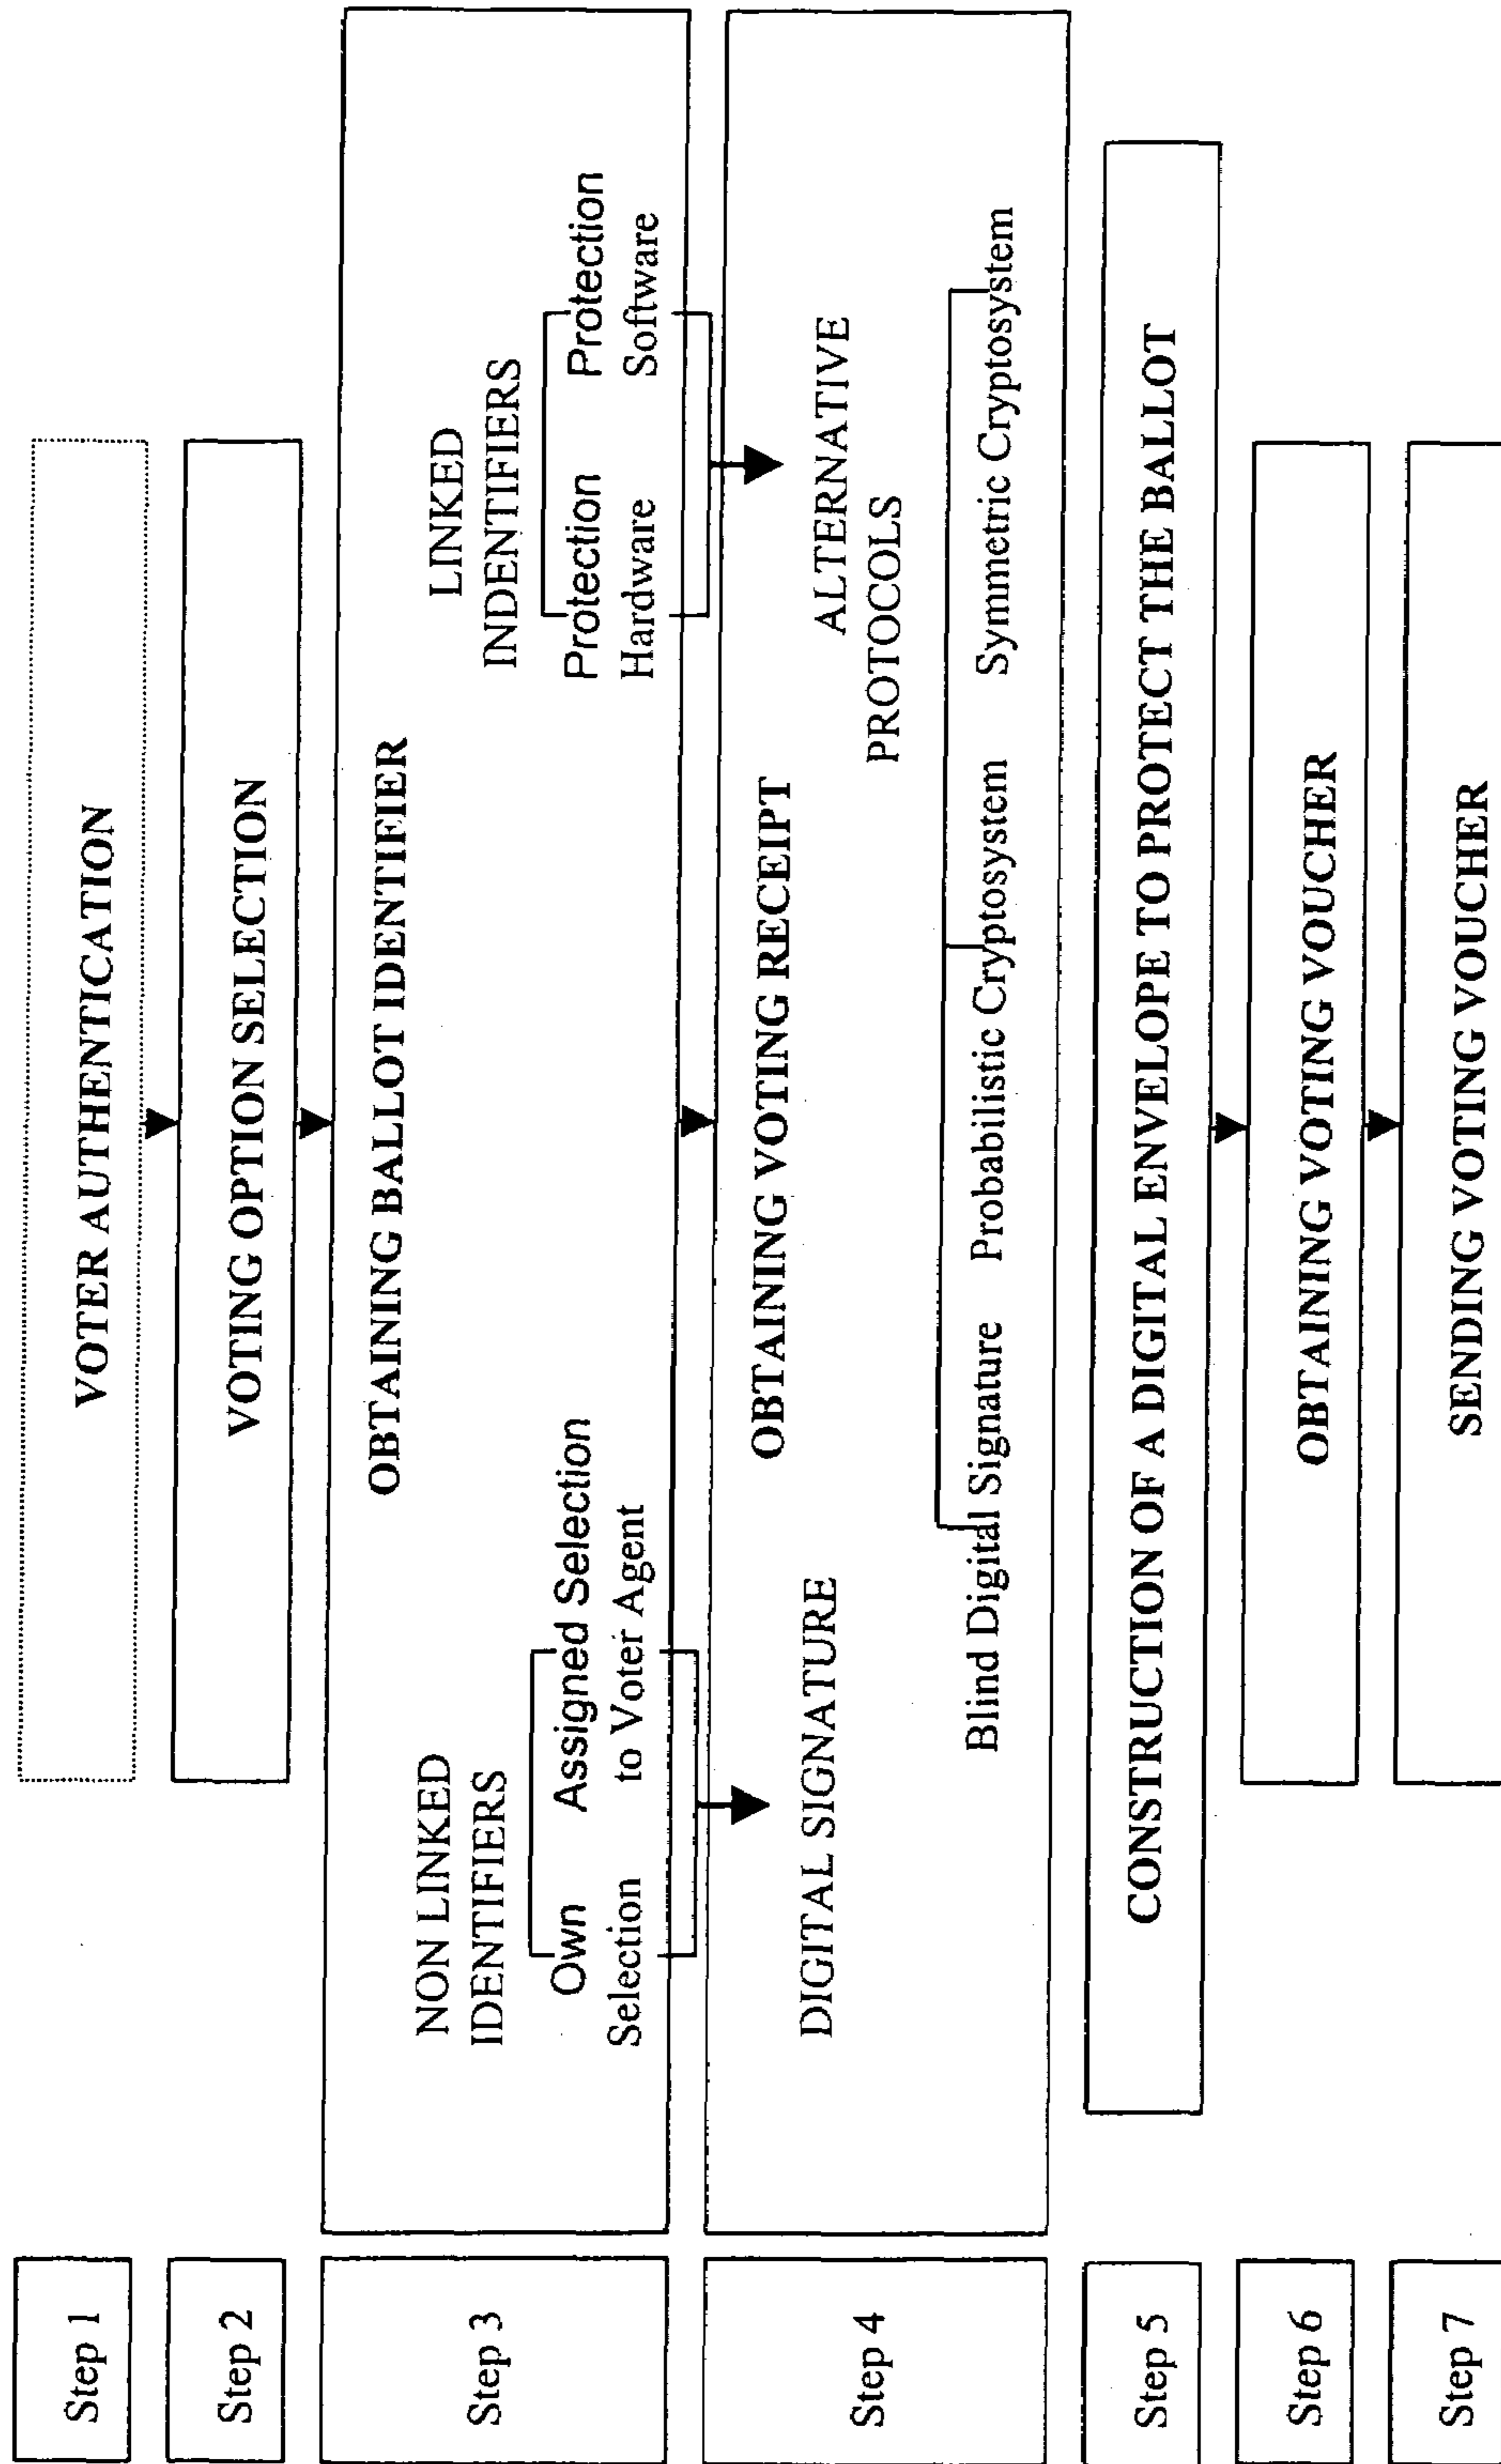 Step 1
VOTER AUTHENTICATION
Step 2
VOTING OPTION SELECTION
Step 3
OBTAINING BALLOT IDENTIFIER
NON LINKED
IDENTIFIERS
Own
Selection
Assigned Selection
to Voter Agent
LINKED
INDENTIFIERS
Protection
Hardware
Protection
Software
Step 4
OBTAINING VOTING RECEIPT
DIGITAL SIGNATURE
ALTERNATIVE
PROTOCOLS
Blind Digital Signature
Probabilistic Cryptosystem
Symmetric Cryptosystem
Step 5
CONSTRUCTION OF A DIGITAL ENVELOPE TO PROTECT THE BALLOT
Step 6
OBTAINING VOTING VOUCHER
Step 7
SENDING VOTING VOUCHER